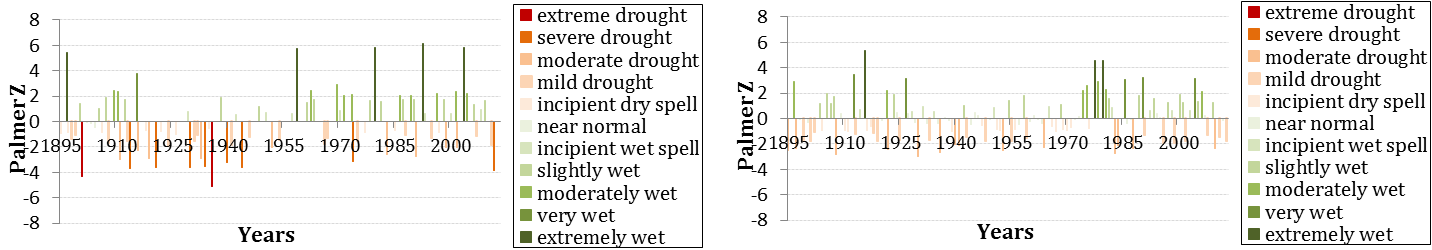 8
6
4
2
0
-2
-4
-6
-8
Palmer Z
1895 1910 1925 1940 1955 1970 1985 2000
Years
extreme drought
severe drought
moderate drought
mild drought
incipient dry spell
near normal
incipient wet spell
slightly wet
moderately wet
very wet
extremely wet
8
6
4
2
0
-2
-4
-6
-8
Palmer Z
1895 1910 1925 1940 1955 1970 1985 2000
Years
extreme drought
severe drought
moderate drought
mild drought
incipient dry spell
near normal
incipient wet spell
slightly wet
moderately wet
very wet
extremely wet